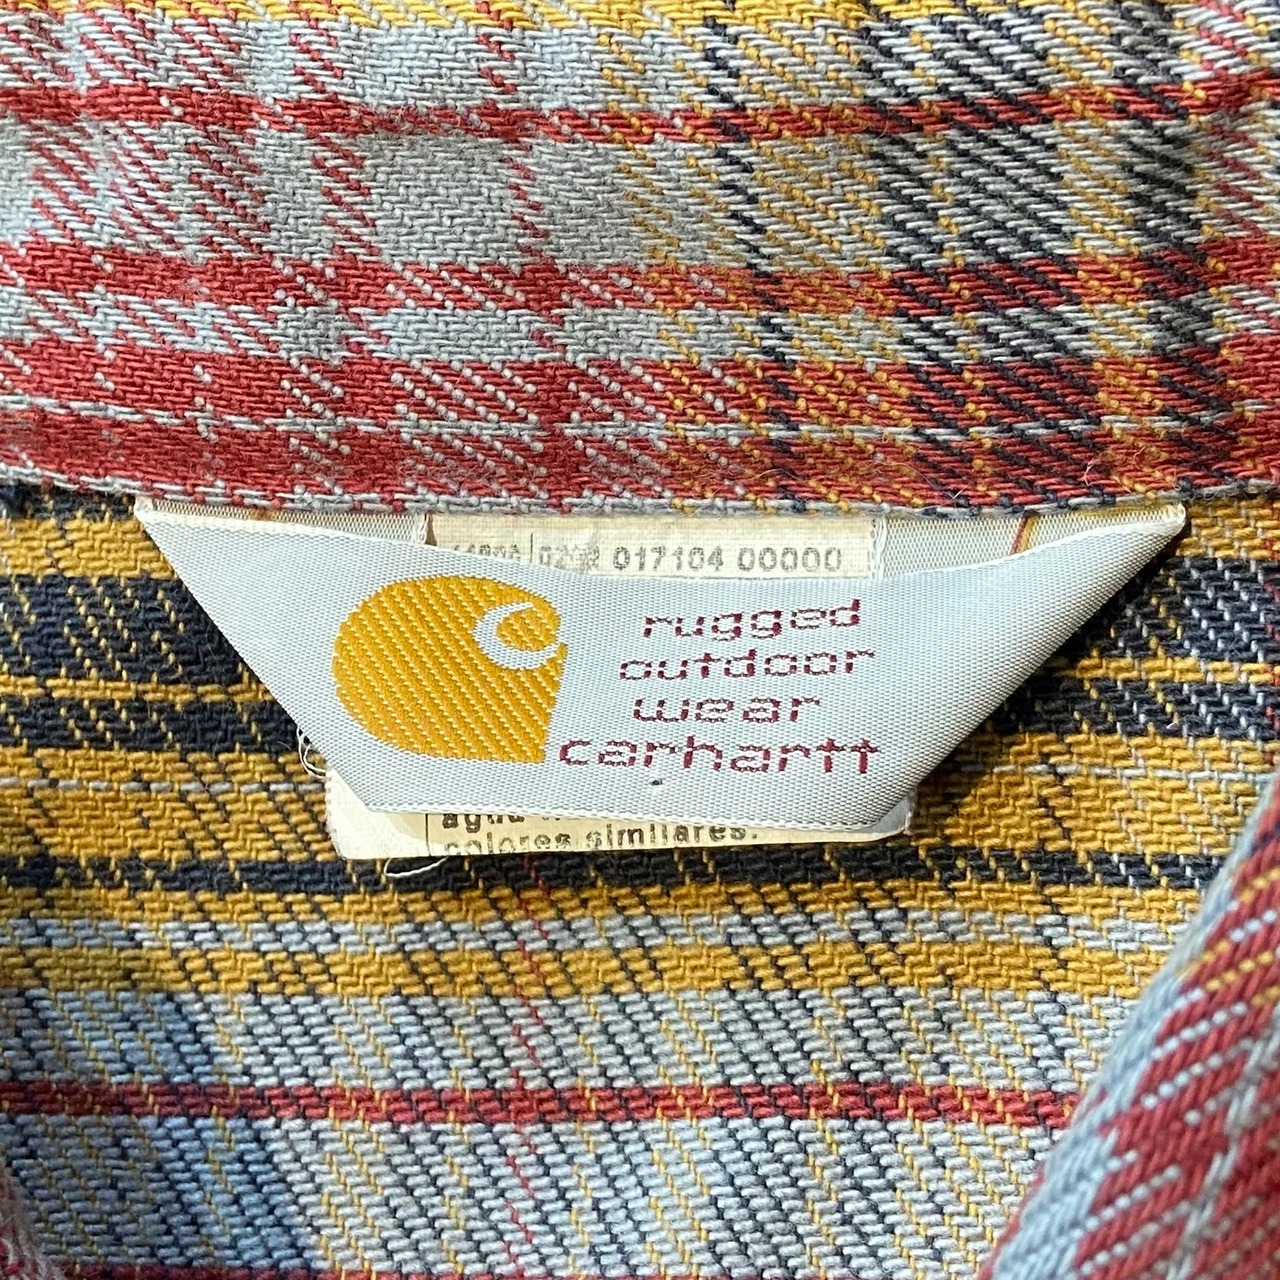 017104 00000
rugged
outdoor
wear
carhartt
colores similares.